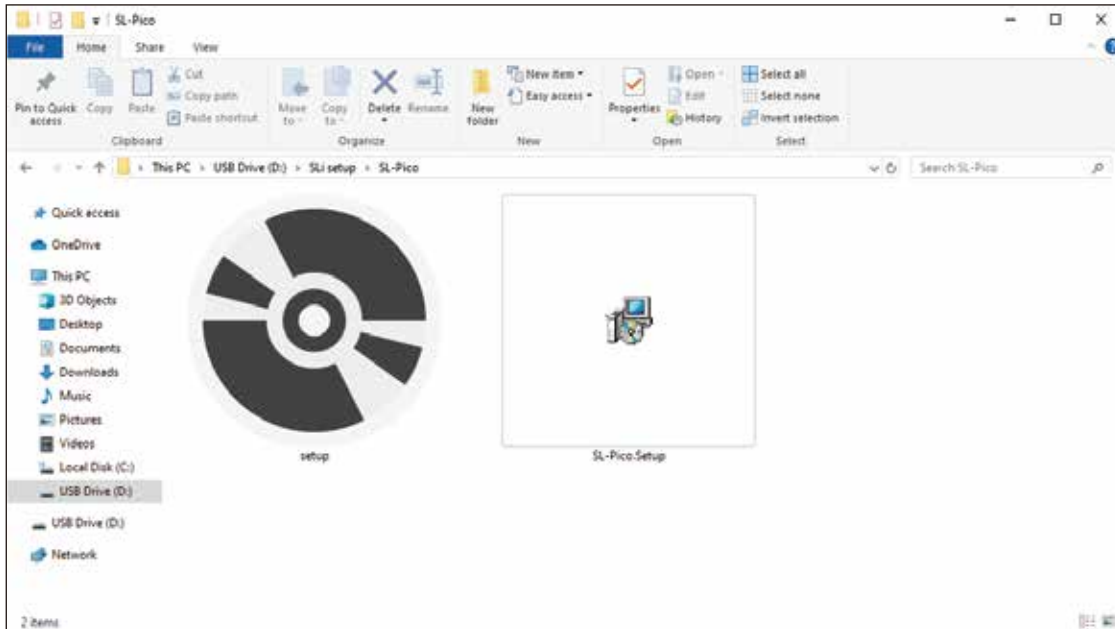 SL-Pico
File Home Share View
Pin to Quick access Copy Paste Cut Copy path Paste shortcut
Move to Copy to Delete Rename New folder New item Easy access
Properties Open Edit History Select all Select none Invert selection
Clipboard Organize New Open Select
This PC USB Drive (D:) SLi setup SL-Pico Search SL-Pico
Quick access
OneDrive
This PC
3D Objects
Desktop
Documents
Downloads
Music
Pictures
Videos
Local Disk (C:)
USB Drive (D:)
USB Drive (D:)
Network
setup SL-Pico.Setup
2 items